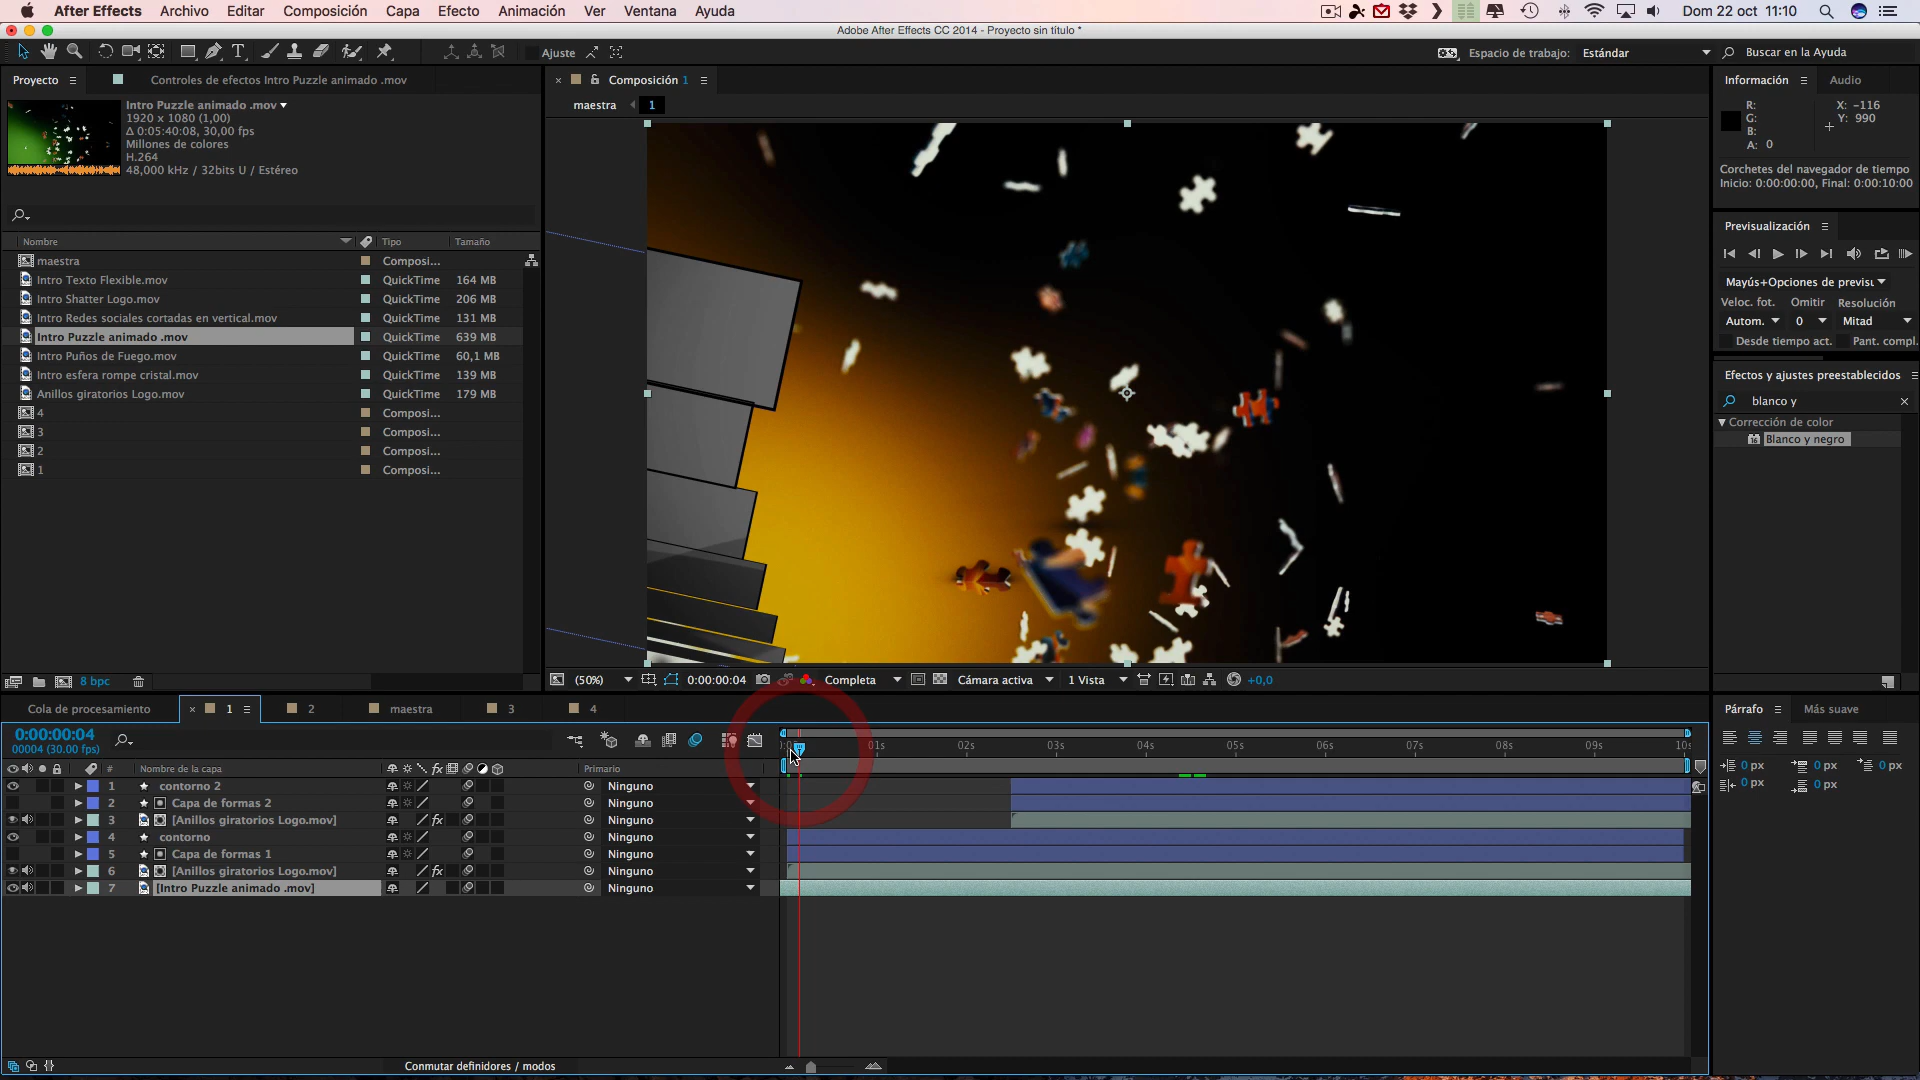 After Effects Archivo Editar Composición Capa Efecto Animación Ver Ventana Ayuda Dom 22 oct 11:10
Adobe After Effects CC 2014 - Proyecto sin título *
Ajuste Espacio de trabajo: Estándar Buscar en la Ayuda
Proyecto Controles de efectos Intro Puzzle animado .mov
Composición 1
Información Audio
Intro Puzzle animado .mov
1920 x 1080 (1,00)
Δ 0:05:40:08, 30,00 fps
Millones de colores
H.264
48,000 kHz / 32bits U / Estéreo
maestra 1
R:
G:
B:
A: 0
X: -116
Y: 990
Corchetes del navegador de tiempo
Inicio: 0:00:00:00, Final: 0:00:10:00
Nombre Tipo Tamaño
maestra Composi...
Intro Texto Flexible.mov QuickTime 164 MB
Intro Shatter Logo.mov QuickTime 206 MB
Intro Redes sociales cortadas en vertical.mov QuickTime 131 MB
Intro Puzzle animado .mov QuickTime 639 MB
Intro Puños de Fuego.mov QuickTime 60,1 MB
Intro esfera rompe cristal.mov QuickTime 139 MB
Anillos giratorios Logo.mov QuickTime 179 MB
4 Composi...
3 Composi...
2 Composi...
1 Composi...
8 bpc
Previsualización
Mayús+Opciones de previsu
Veloc. fot. Omitir Resolución
Autom. 0 Mitad
Desde tiempo act. Pant. compl.
Efectos y ajustes preestablecidos
blanco y
Corrección de color
Blanco y negro
(50%) 0:00:00:04 Completa Cámara activa 1 Vista +0,0
Cola de procesamiento 1 2 maestra 3 4
0:00:00:04
00004 (30.00 fps)
01s 02s 03s 04s 05s 06s 07s 08s 09s 10s
# Nombre de la capa fx Primario
1 contorno 2 Ninguno
2 Capa de formas 2 Ninguno
3 [Anillos giratorios Logo.mov] fx Ninguno
4 contorno Ninguno
5 Capa de formas 1 Ninguno
6 [Anillos giratorios Logo.mov] fx Ninguno
7 [Intro Puzzle animado .mov] Ninguno
Conmutar definidores / modos
Párrafo Más suave
0 px 0 px 0 px
0 px 0 px